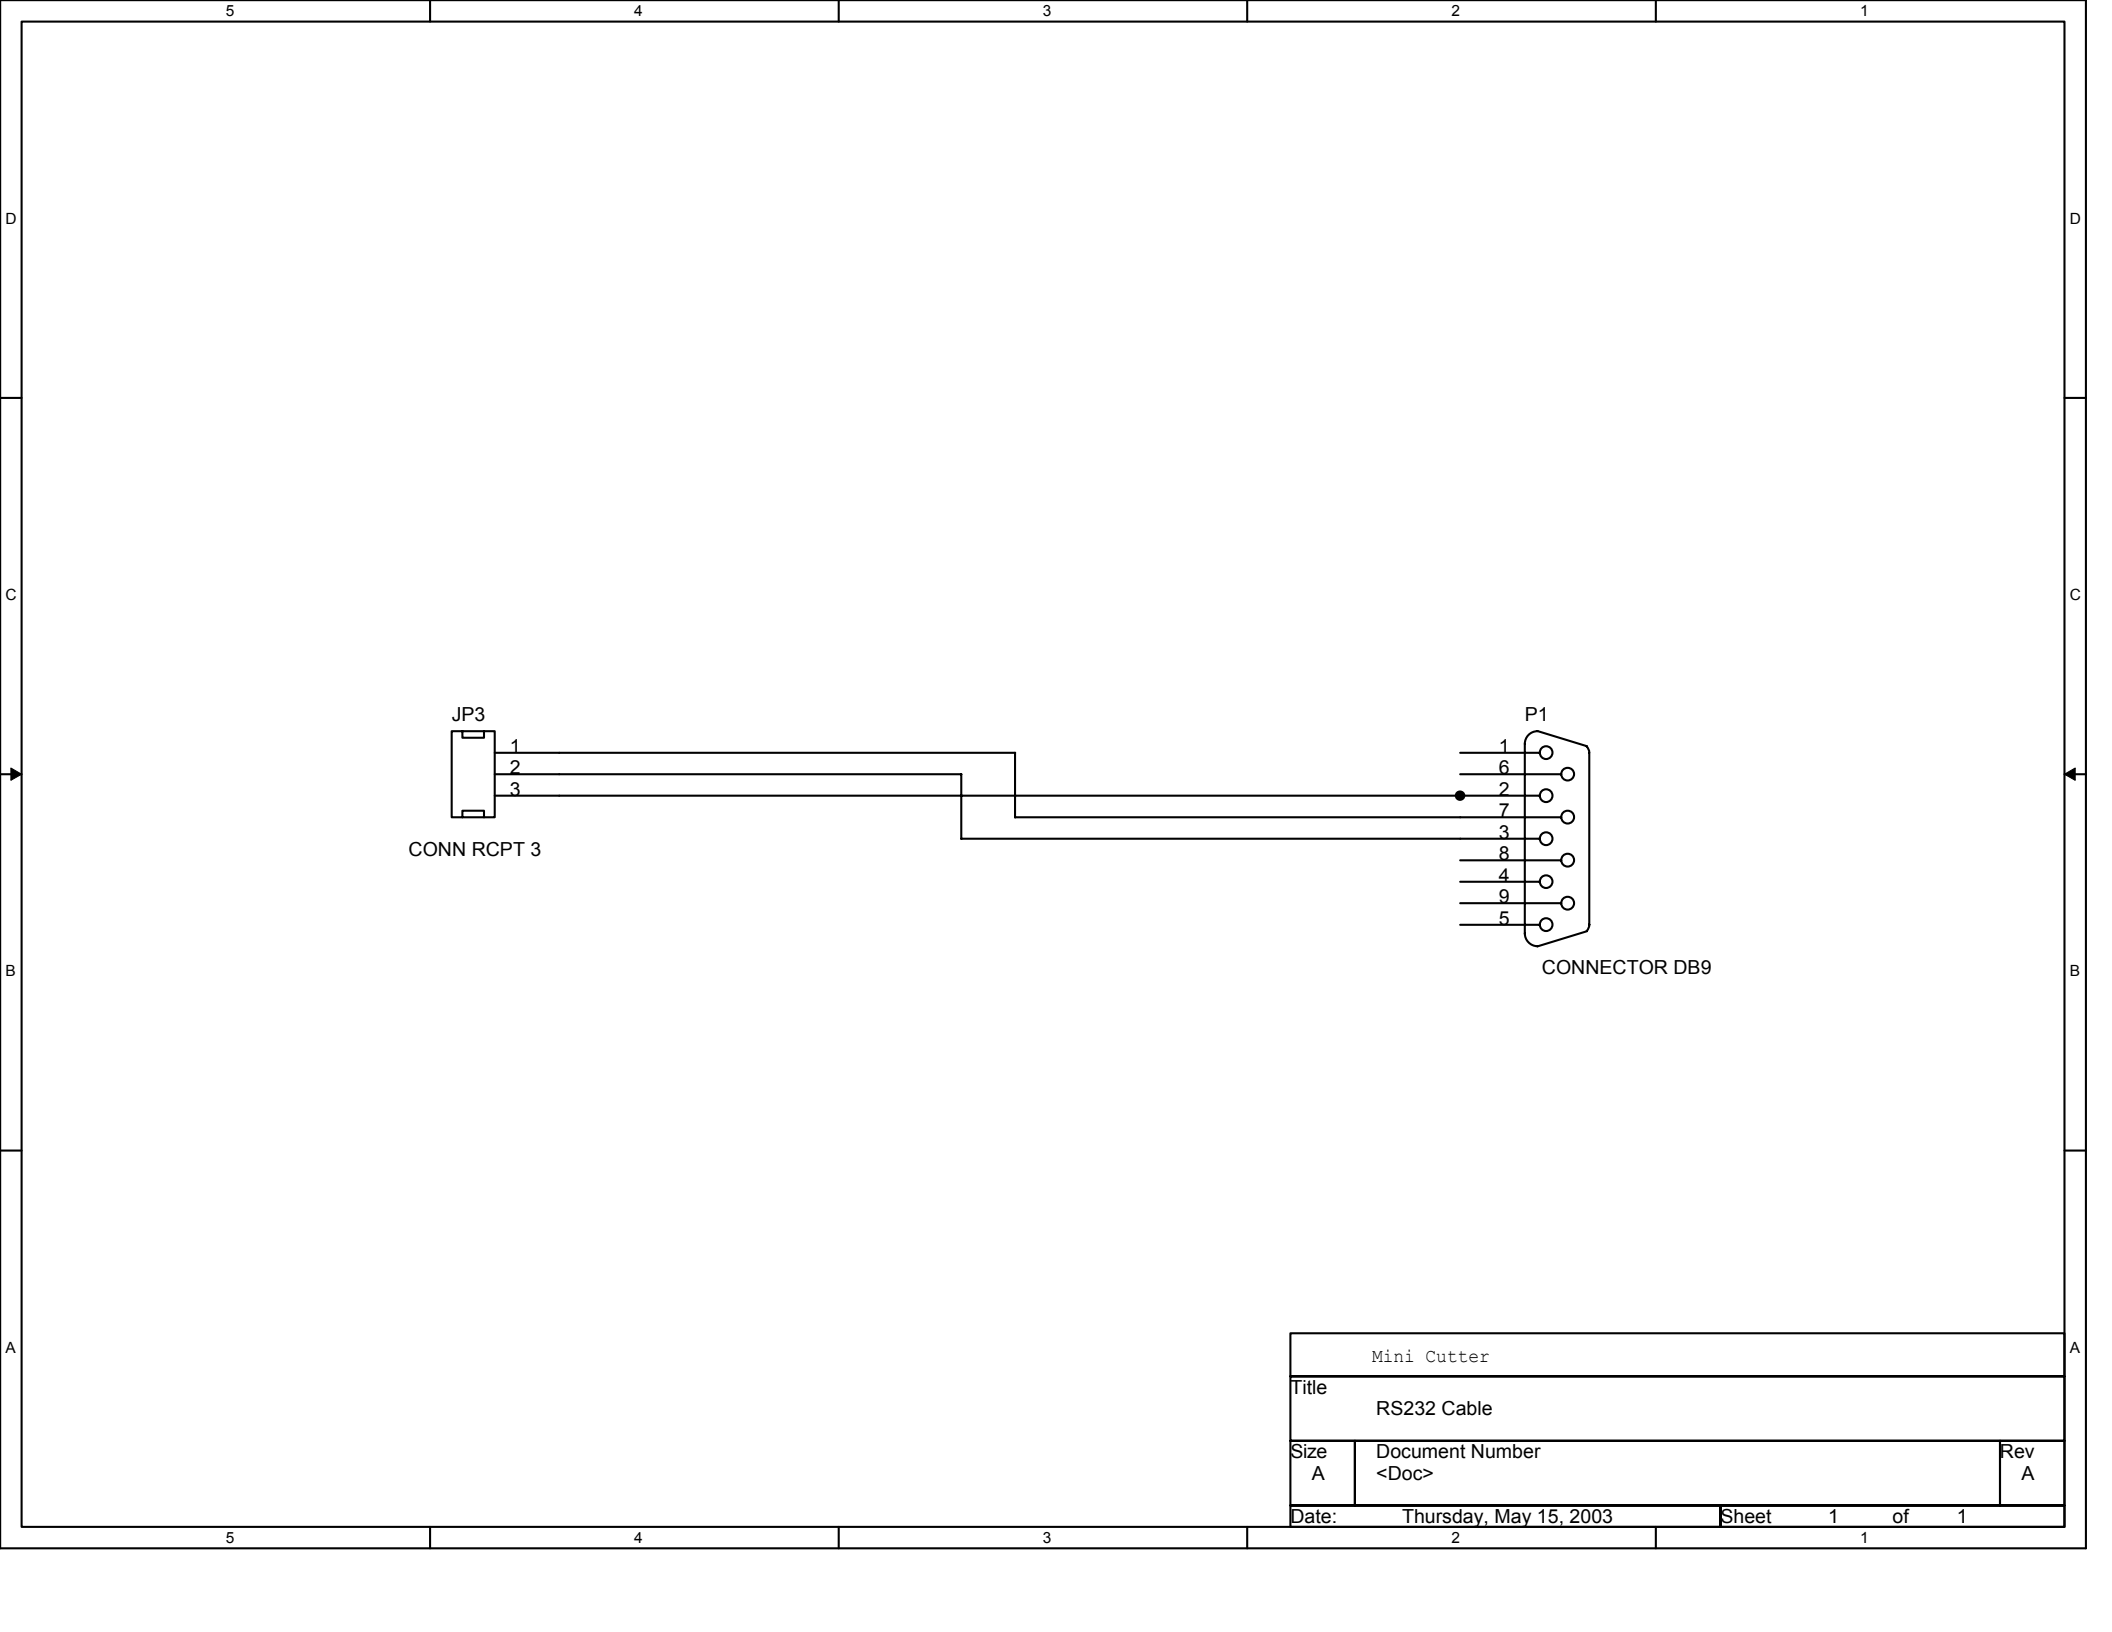 5 4 3 2 1
D D
C C
JP3 P1
1 1
2 6
3 2
7
3
CONN RCPT 3 8
4
9
5
CONNECTOR DB9
B B
A A
Mini Cutter
Title
RS232 Cable
Size Document Number Rev
A <Doc> A
Date: Thursday, May 15, 2003 Sheet 1 of 1
5 4 3 2 1